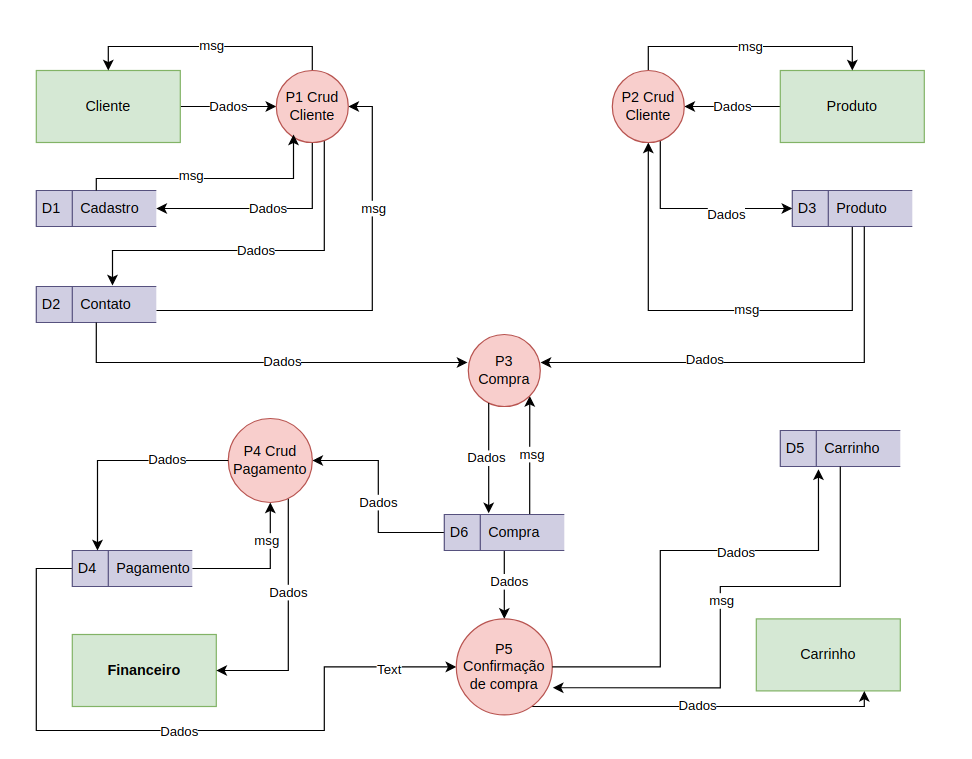 msg
msg
Cliente
Dados
P1 Crud
Cliente
P2 Crud
Cliente
Dados
Produto
msg
D1
Cadastro
Dados
msg
Dados
D3
Produto
Dados
D2
Contato
msg
Dados
P3
Compra
Dados
P4 Crud
Pagamento
Dados
Dados
msg
D5
Carrinho
Dados
D6
Compra
msg
D4
Pagamento
Dados
Dados
Dados
msg
Financeiro
P5
Confirmação
de compra
Carrinho
Text
Dados
Dados